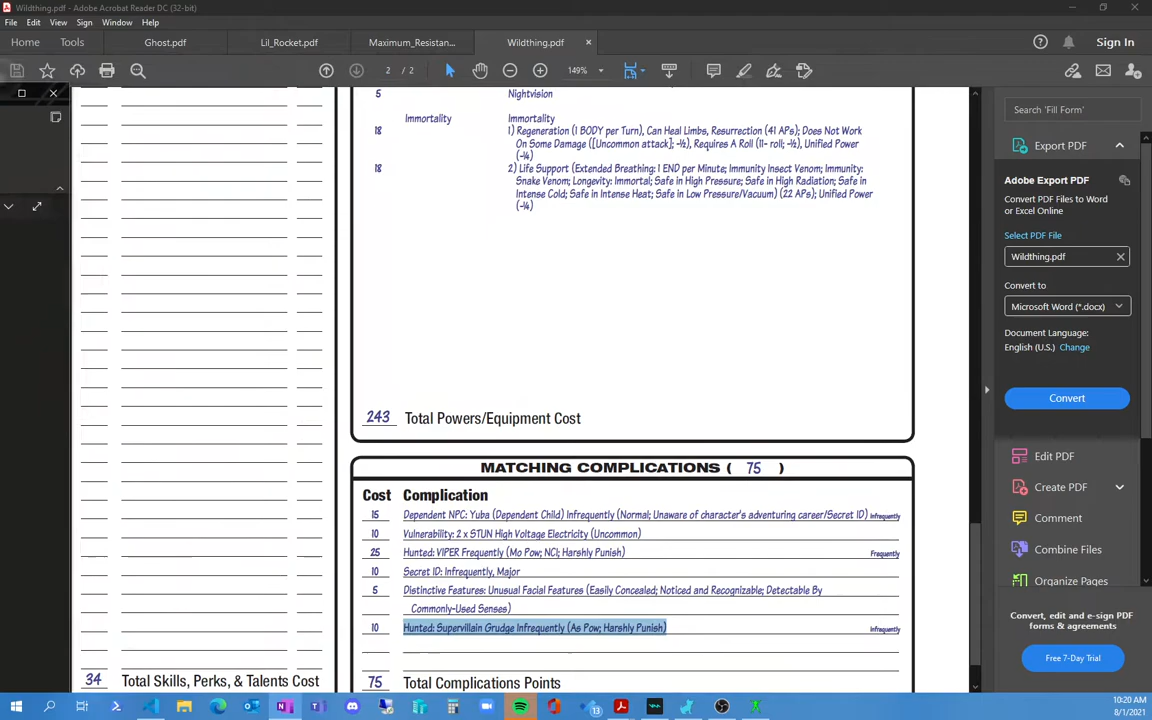 Wildthing.pdf - Adobe Acrobat Reader DC (32-bit)
File Edit View Sign Window Help
Home Tools Ghost.pdf Lil_Rocket.pdf Maximum_Resistan... Wildthing.pdf × Sign In
2 / 2 149%
5 Nightvision
Immortality Immortality
18 1) Regeneration (1 BODY per Turn), Can Heal Limbs, Resurrection (41 APs); Does Not Work
On Some Damage ([Uncommon attack]; -½), Requires A Roll (11- roll; -½), Unified Power
(-¼)
18 2) Life Support (Extended Breathing: 1 END per Minute; Immunity Insect Venom; Immunity:
Snake Venom; Longevity: Immortal; Safe in High Pressure; Safe in High Radiation; Safe in
Intense Cold; Safe in Intense Heat; Safe in Low Pressure/Vacuum) (22 APs); Unified Power
(-¼)
243 Total Powers/Equipment Cost
MATCHING COMPLICATIONS ( 75 )
Cost Complication
15 Dependent NPC: Yuba (Dependent Child) Infrequently (Normal; Unaware of character's adventuring career/Secret ID) Infrequently
10 Vulnerability: 2 x STUN High Voltage Electricity (Uncommon)
25 Hunted: VIPER Frequently (Mo Pow; NCI; Harshly Punish) Frequently
10 Secret ID: Infrequently, Major
5 Distinctive Features: Unusual Facial Features (Easily Concealed; Noticed and Recognizable; Detectable By
Commonly-Used Senses)
10 Hunted: Supervillain Grudge Infrequently (As Pow; Harshly Punish) Infrequently
34 Total Skills, Perks, & Talents Cost
75 Total Complications Points
Search 'Fill Form'
Export PDF
Adobe Export PDF
Convert PDF Files to Word
or Excel Online
Select PDF File
Wildthing.pdf
Convert to
Microsoft Word (*.docx)
Document Language:
English (U.S.) Change
Convert
Edit PDF
Create PDF
Comment
Combine Files
Organize Pages
Convert, edit and e-sign PDF
forms & agreements
Free 7-Day Trial
13
10:20 AM
8/1/2021